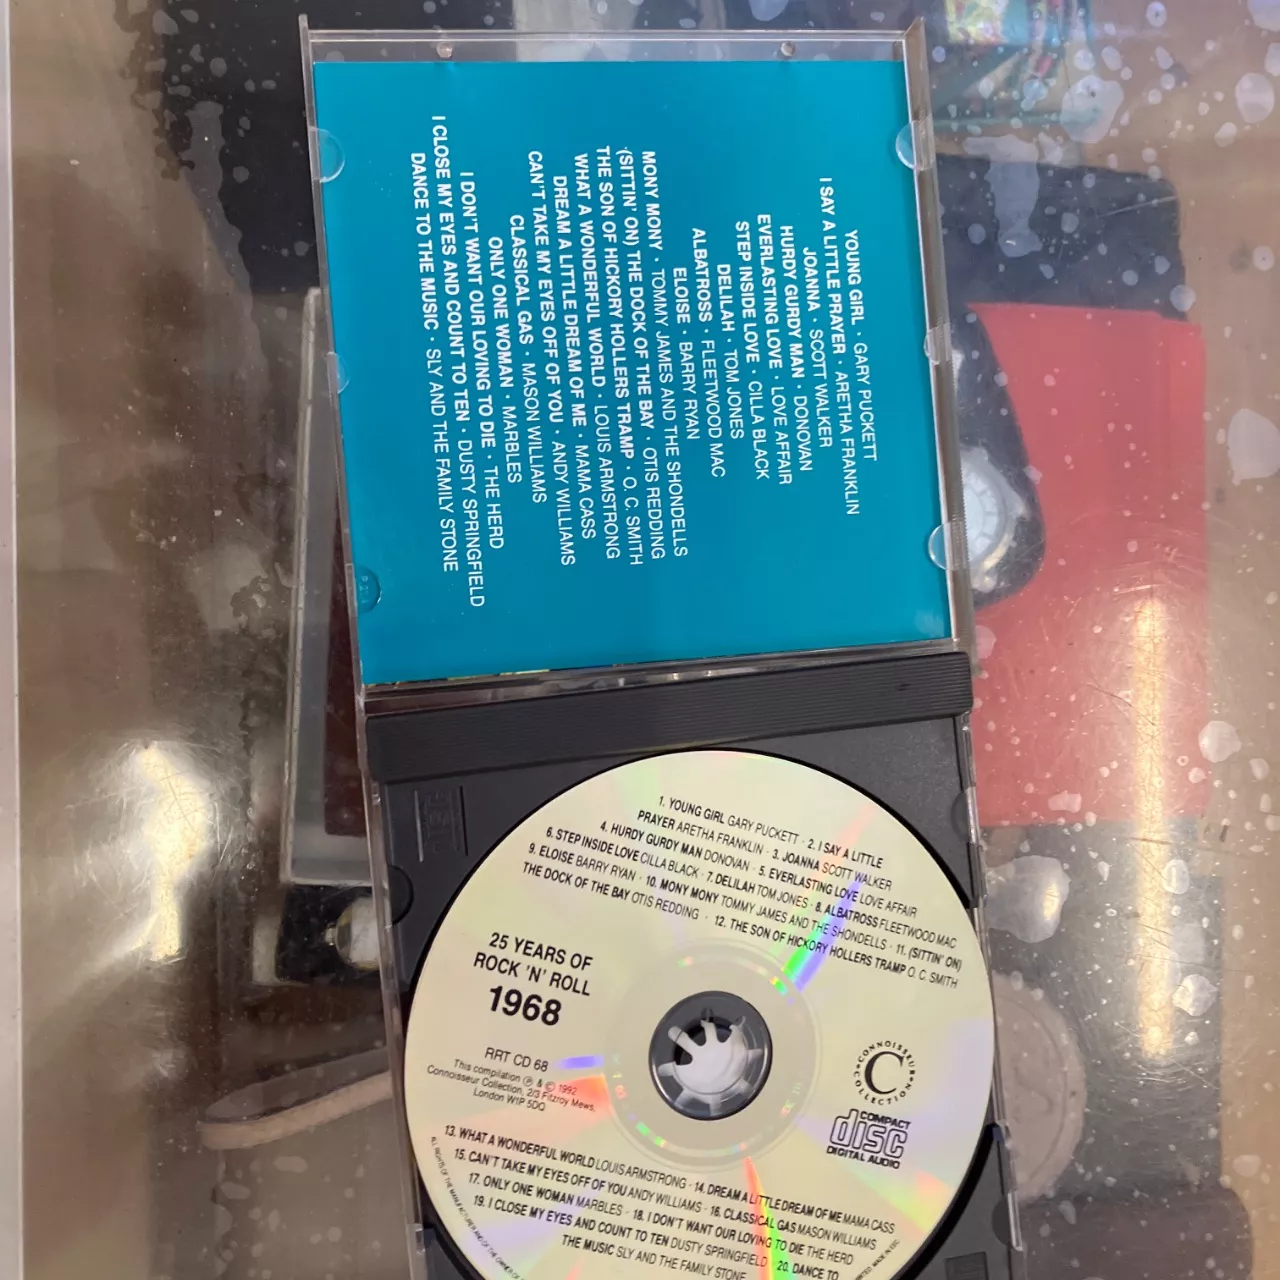 YOUNG GIRL · GARY PUCKETT
I SAY A LITTLE PRAYER · ARETHA FRANKLIN
JOANNA · SCOTT WALKER
HURDY GURDY MAN · DONOVAN
EVERLASTING LOVE · LOVE AFFAIR
STEP INSIDE LOVE · CILLA BLACK
DELILAH · TOM JONES
ALBATROSS · FLEETWOOD MAC
ELOISE · BARRY RYAN
MONY MONY · TOMMY JAMES AND THE SHONDELLS
(SITTIN' ON) THE DOCK OF THE BAY · OTIS REDDING
THE SON OF HICKORY HOLLERS TRAMP · O. C. SMITH
WHAT A WONDERFUL WORLD · LOUIS ARMSTRONG
DREAM A LITTLE DREAM OF ME · MAMA CASS
CAN'T TAKE MY EYES OFF OF YOU · ANDY WILLIAMS
CLASSICAL GAS · MASON WILLIAMS
ONLY ONE WOMAN · MARBLES
I DON'T WANT OUR LOVING TO DIE · THE HERD
I CLOSE MY EYES AND COUNT TO TEN · DUSTY SPRINGFIELD
DANCE TO THE MUSIC · SLY AND THE FAMILY STONE
1. YOUNG GIRL GARY PUCKETT · 2. I SAY A LITTLE
PRAYER ARETHA FRANKLIN · 3. JOANNA SCOTT WALKER
4. HURDY GURDY MAN DONOVAN · 5. EVERLASTING LOVE LOVE AFFAIR
6. STEP INSIDE LOVE CILLA BLACK · 7. DELILAH TOM JONES · 8. ALBATROSS FLEETWOOD MAC
9. ELOISE BARRY RYAN · 10. MONY MONY TOMMY JAMES AND THE SHONDELLS · 11. (SITTIN' ON)
THE DOCK OF THE BAY OTIS REDDING · 12. THE SON OF HICKORY HOLLERS TRAMP O. C. SMITH
25 YEARS OF
ROCK 'N' ROLL
1968
RRT CD 68
This compilation ℗ & © 1992
Connoisseur Collection, 2/3 Fitzroy Mews,
London W1P 5DQ
CONNOISSEUR COLLECTION
C
COMPACT
disc
DIGITAL AUDIO
13. WHAT A WONDERFUL WORLD LOUIS ARMSTRONG · 14. DREAM A LITTLE DREAM OF ME MAMA CASS
15. CAN'T TAKE MY EYES OFF OF YOU ANDY WILLIAMS · 16. CLASSICAL GAS MASON WILLIAMS
17. ONLY ONE WOMAN MARBLES · 18. I DON'T WANT OUR LOVING TO DIE THE HERD
19. I CLOSE MY EYES AND COUNT TO TEN DUSTY SPRINGFIELD · 20. DANCE TO
THE MUSIC SLY AND THE FAMILY STONE
ALL RIGHTS OF THE MANUFACTURER AND OF THE OWNER OF
MADE IN EEC